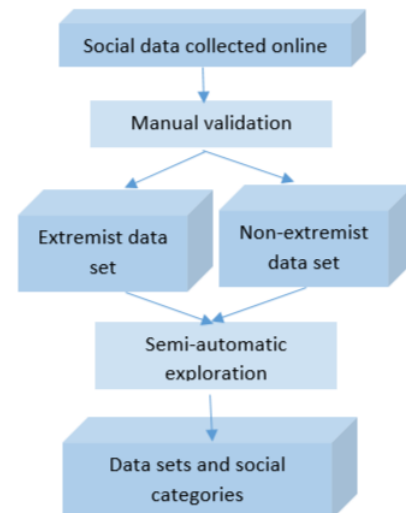 Social data collected online
Manual validation
Extremist data
set
Non-extremist
data set
Semi-automatic
exploration
Data sets and social
categories